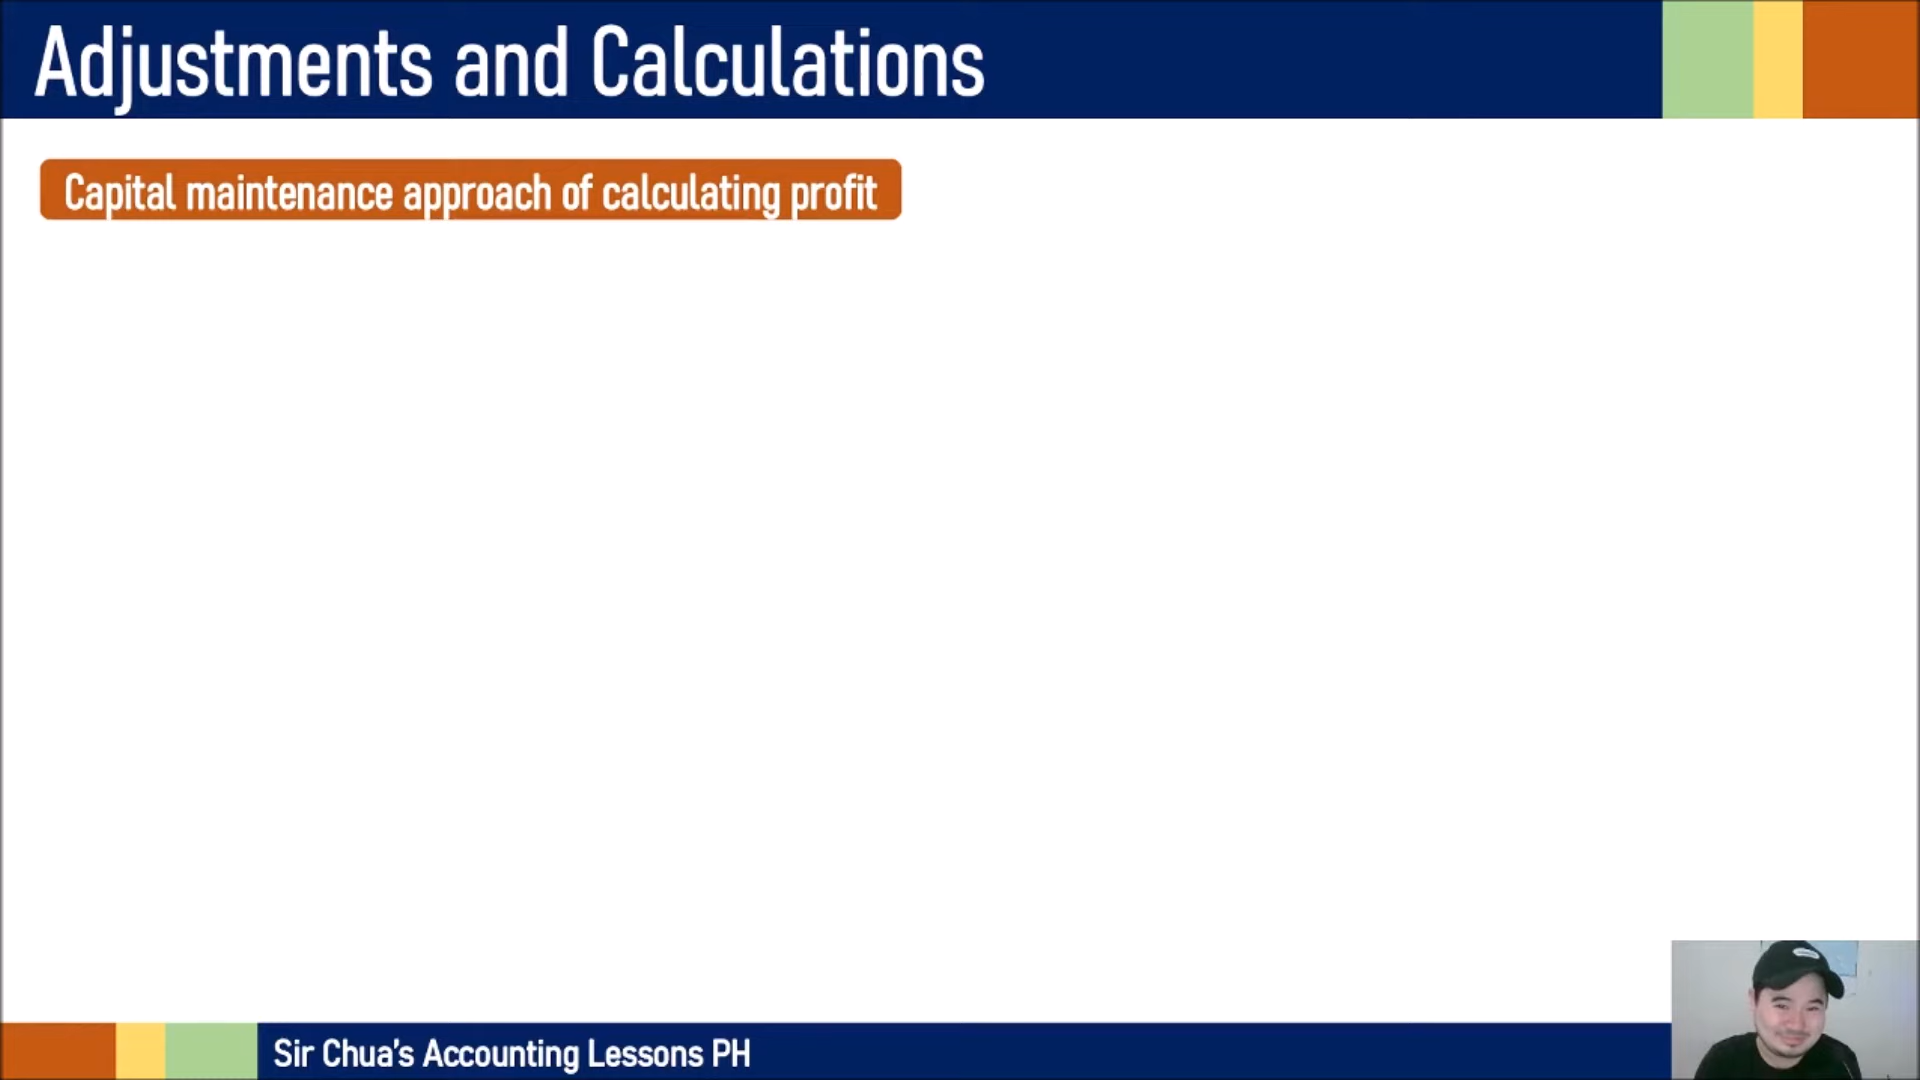 Adjustments and Calculations
Capital maintenance approach of calculating profit
Sir Chua's Accounting Lessons PH